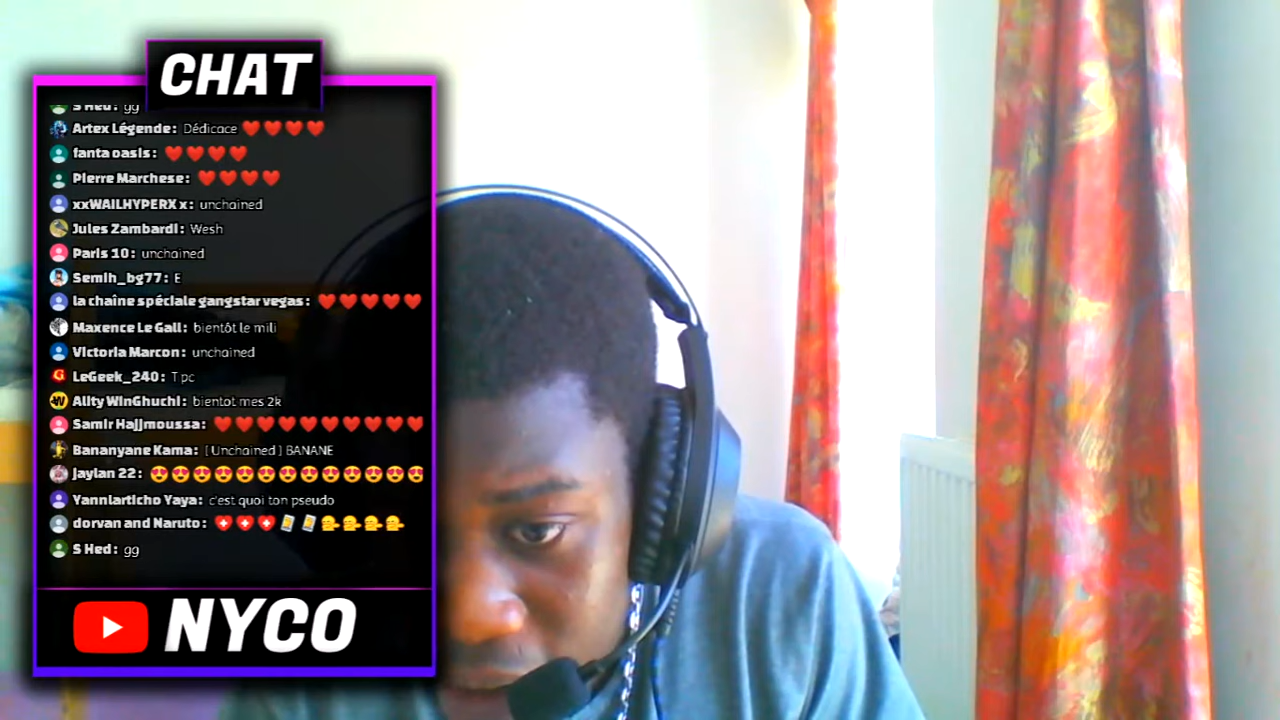 CHAT
S Hed: gg
Artex Légende: Dédicace ❤️❤️❤️❤️
fanta oasis: ❤️❤️❤️❤️
Pierre Marchese: ❤️❤️❤️❤️
xxWAILHYPERX x: unchained
Jules Zambardi: Wesh
Paris 10: unchained
Semih_bg77: E
la chaîne spéciale gangstar vegas: ❤️❤️❤️❤️❤️
Maxence Le Gall: bientôt le mili
Victoria Marcon: unchained
LeGeek_240: T pc
Ality WinGhuchi: bientot mes 2k
Samir Hajjmoussa: ❤️❤️❤️❤️❤️❤️❤️❤️❤️❤️
Bananyane Kama: [ Unchained ] BANANE
Jaylan 22: 😍😍😍😍😍😍😍😍😍😍😍😍😍
Yanniarticho Yaya: c'est quoi ton pseudo
dorvan and Naruto:
S Hed: gg
NYCO